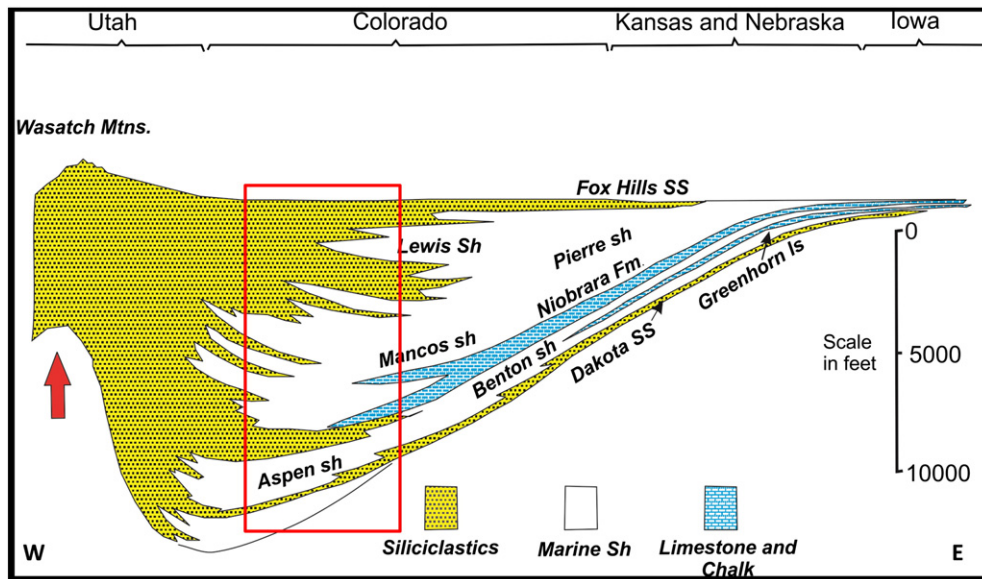 Utah
Colorado
Kansas and Nebraska
Iowa
Wasatch Mtns.
Fox Hills SS
Lewis Sh
Pierre sh
Niobrara Fm.
Greenhorn ls
Mancos sh
Benton sh
Dakota SS
Aspen sh
0
Scale
in feet
5000
10000
Siliciclastics
Marine Sh
Limestone and
Chalk
W
E